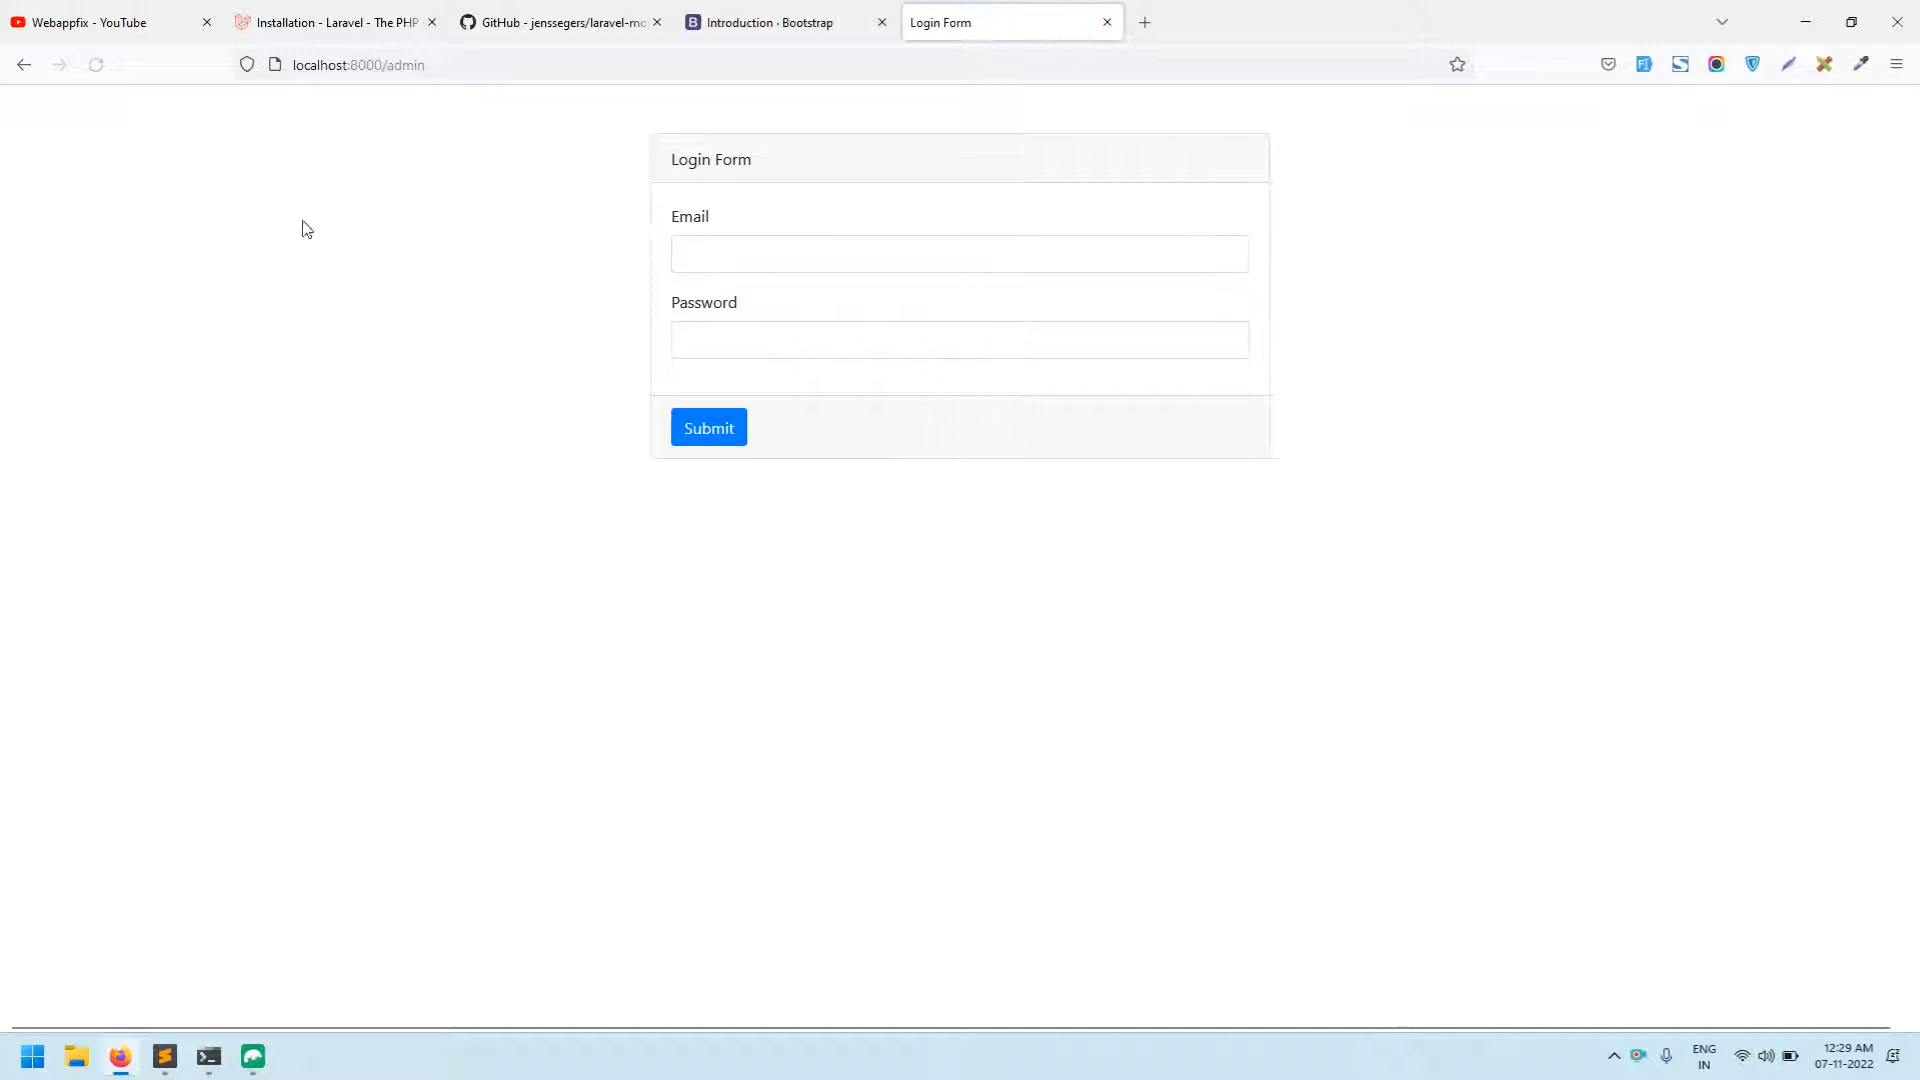 Webappfix - YouTube
Installation - Laravel - The PHP
GitHub - jenssegers/laravel-mo
B Introduction · Bootstrap
Login Form
localhost:8000/admin
Login Form
Email
Password
Submit
ENG
IN
12:29 AM
07-11-2022